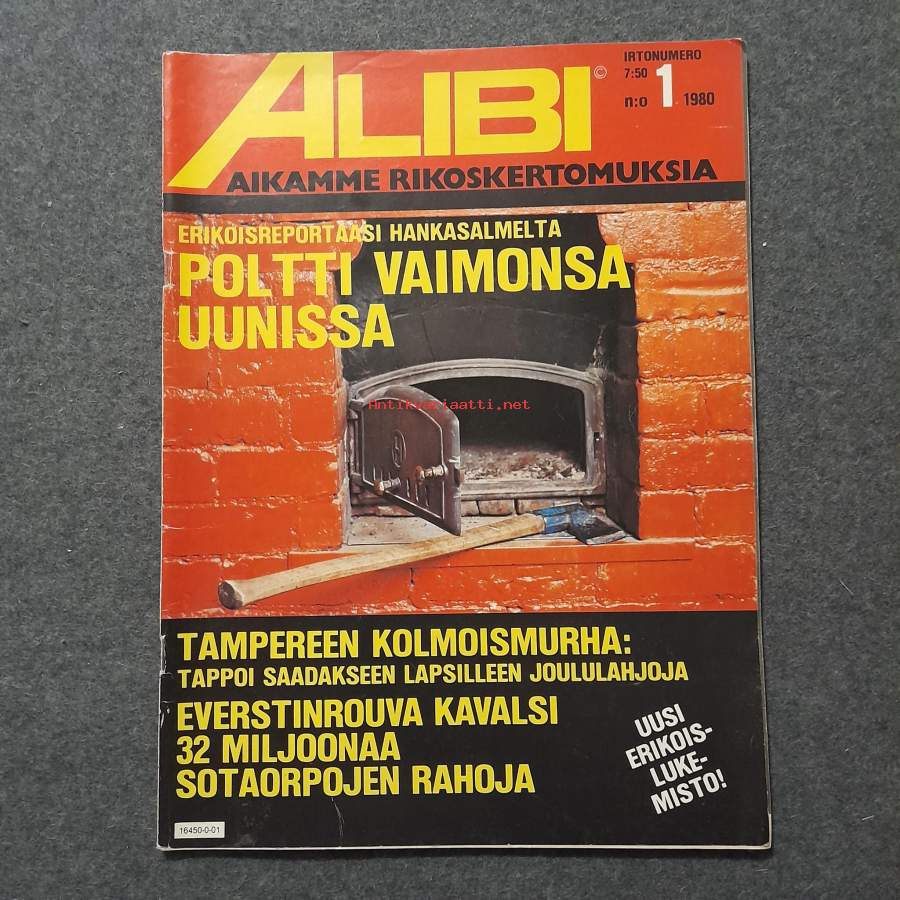 ALIBI ©
IRTONUMERO
7:50
n:o 1 1980
AIKAMME RIKOSKERTOMUKSIA
ERIKOISREPORTAASI HANKASALMELTA
POLTTI VAIMONSA
UUNISSA
Antikvariaatti.net
TAMPEREEN KOLMOISMURHA:
TAPPOI SAADAKSEEN LAPSILLEEN JOULULAHJOJA
EVERSTINROUVA KAVALSI
32 MILJOONAA
SOTAORPOJEN RAHOJA
UUSI
ERIKOIS-
LUKE-
MISTO!
16450-0-01